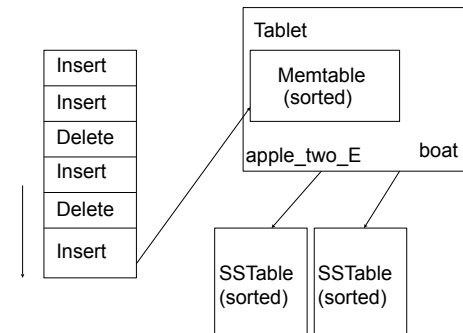 Insert
Insert
Delete
Insert
Delete
Insert
Tablet
Memtable
(sorted)
apple_two_E
boat
SSTable
(sorted)
SSTable
(sorted)